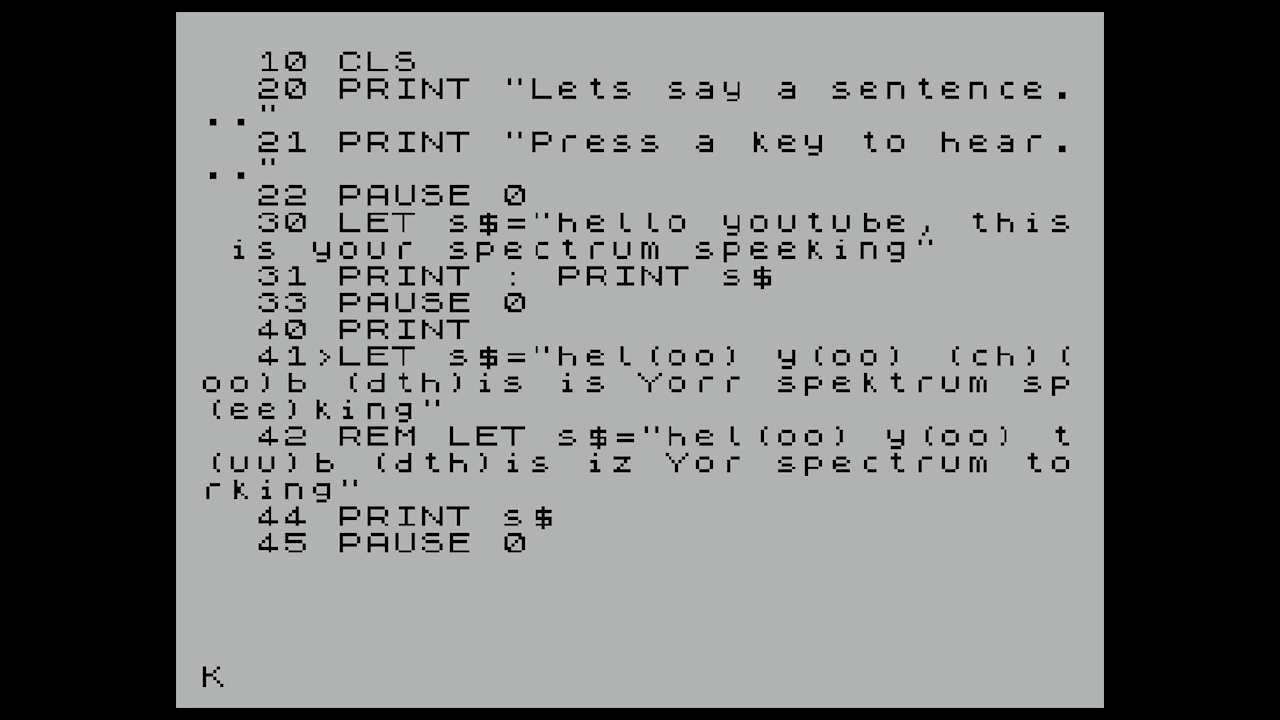 10 CLS
20 PRINT "Lets say a sentence.
.."
21 PRINT "Press a key to hear.
.."
22 PAUSE 0
30 LET s$="hello youtube, this
is your spectrum speeking"
31 PRINT : PRINT s$
33 PAUSE 0
40 PRINT
41>LET s$="hel(oo) y(oo) (ch)(
oo)b (dth)is is Yorr spektrum sp
(ee)king"
42 REM LET s$="hel(oo) y(oo) t
(uu)b (dth)is iz Yor spectrum to
rking"
44 PRINT s$
45 PAUSE 0
K